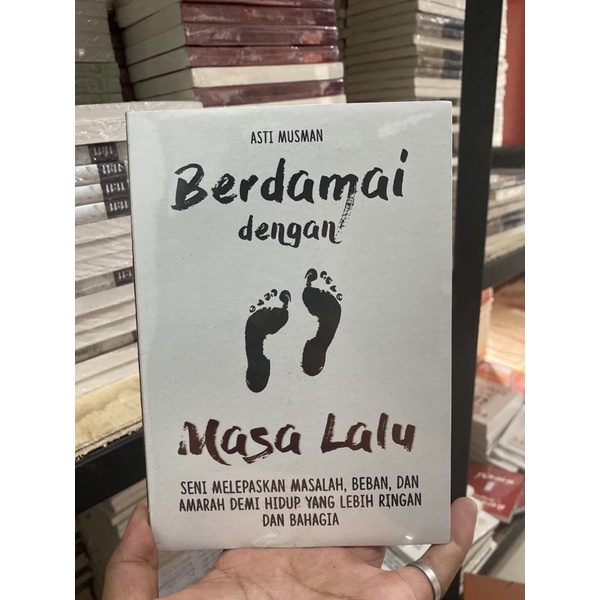 ASTI MUSMAN
Berdamai
dengan
Masa Lalu
SENI MELEPASKAN MASALAH, BEBAN, DAN
AMARAH DEMI HIDUP YANG LEBIH RINGAN
DAN BAHAGIA